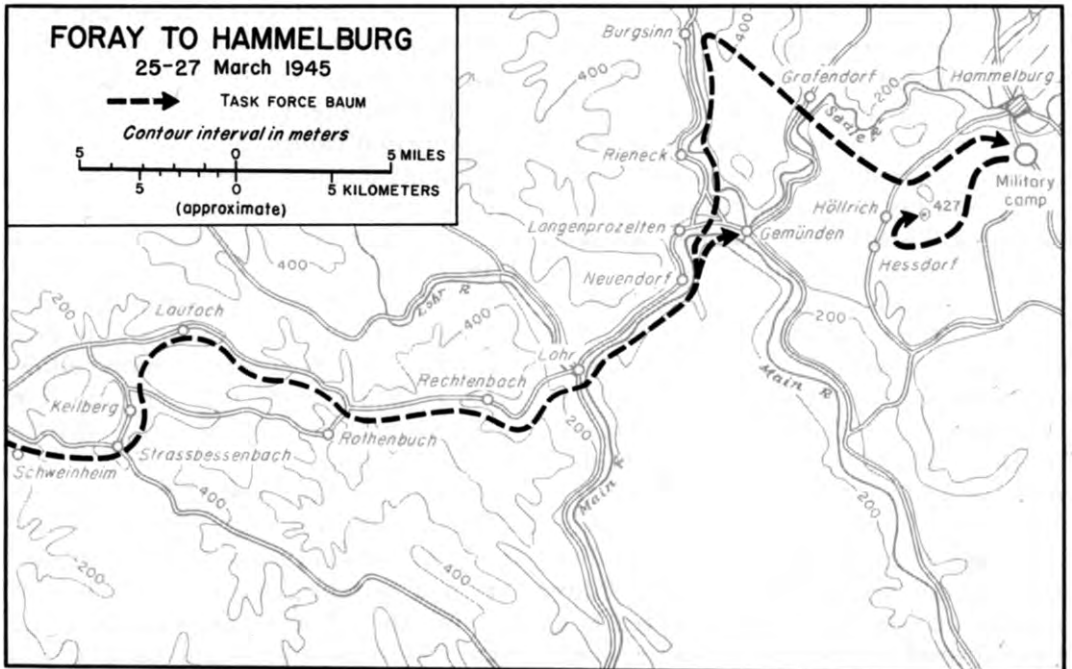 FORAY TO HAMMELBURG
25-27 March 1945
TASK FORCE BAUM
Contour interval in meters
5 0 5 MILES
5 0 5 KILOMETERS
(approximate)
Burgsinn
400
400
Gräfendorf
200
Hammelburg
Saale R
Rieneck
Military
camp
Höllrich
427
Langenprozelten
Gemünden
Hessdorf
Neuendorf
400
Lohr R
200
Laufach
400
200
Lohr
Main R
Rechtenbach
Keilberg
Rothenbuch
200
Strassbessenbach
Schweinheim
Main R
400
200
200
400